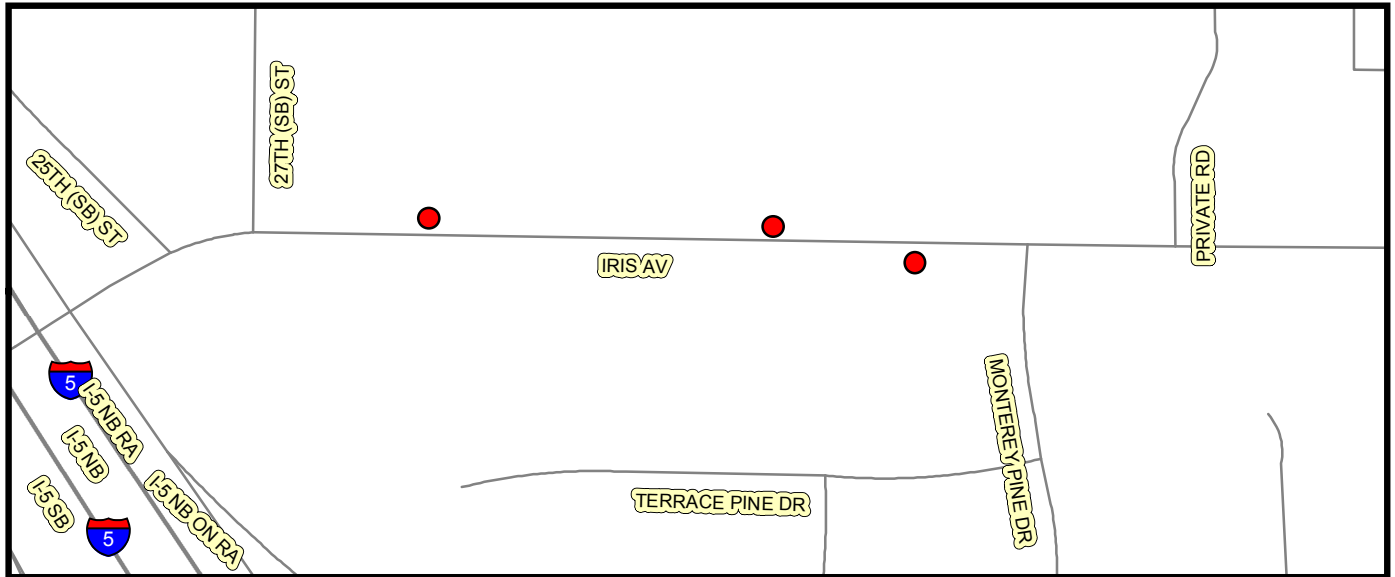 27TH (SB) ST
25TH (SB) ST
PRIVATE RD
IRIS AV
5
I-5 NB RA
MONTEREY PINE DR
I-5 NB
I-5 SB
I-5 NB ON RA
TERRACE PINE DR
5